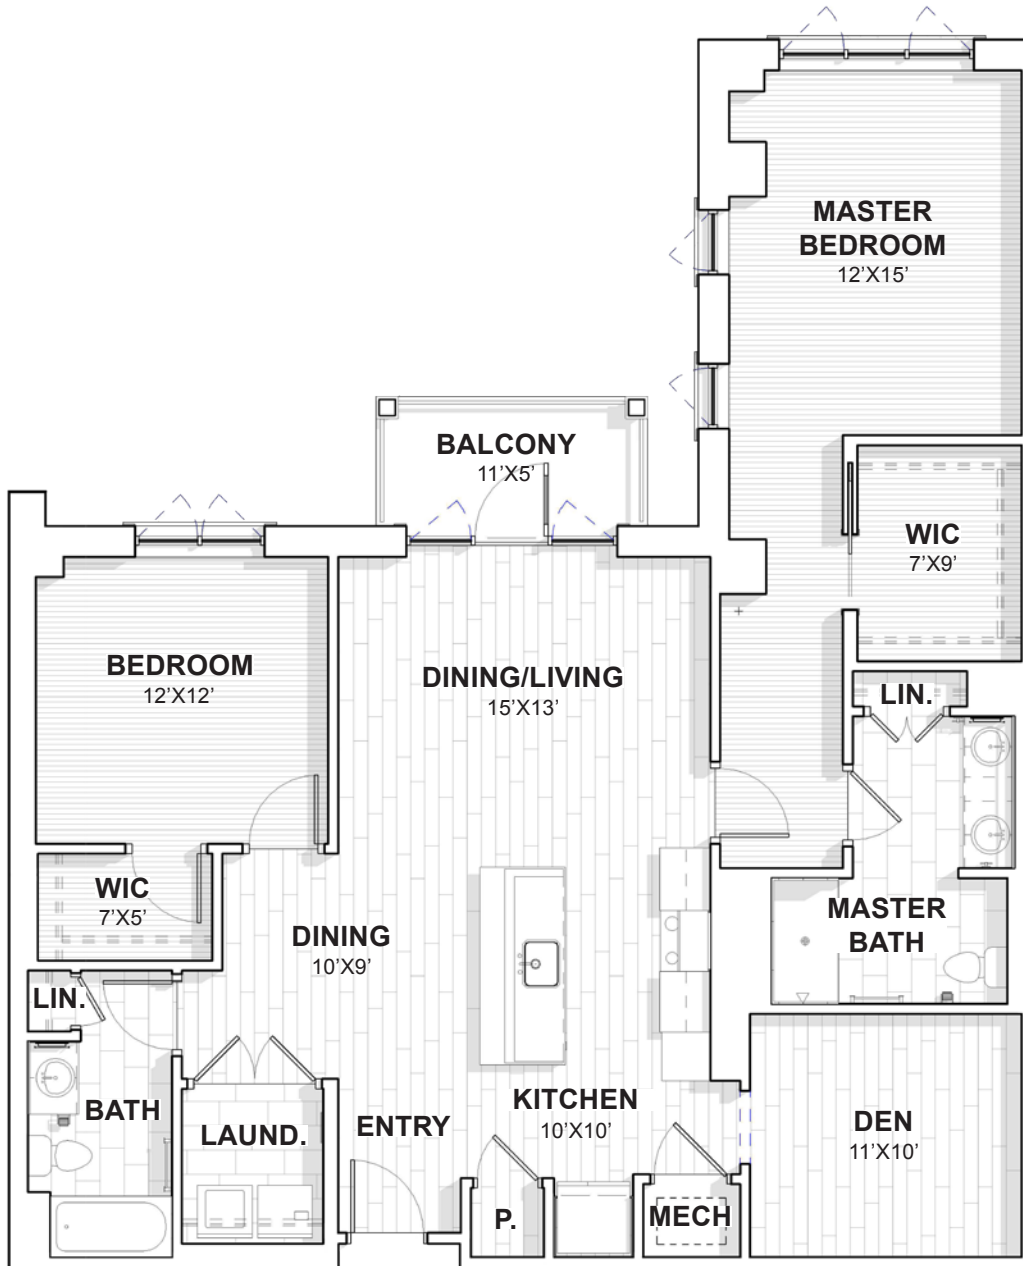 MASTER
BEDROOM
12’X15’
BALCONY
11’X5’
WIC
7’X9’
BEDROOM
12’X12’
DINING/LIVING
15’X13’
LIN.
WIC
7’X5’
DINING
10’X9’
MASTER
BATH
LIN.
BATH
LAUND.
ENTRY
KITCHEN
10’X10’
DEN
11’X10’
P.
MECH